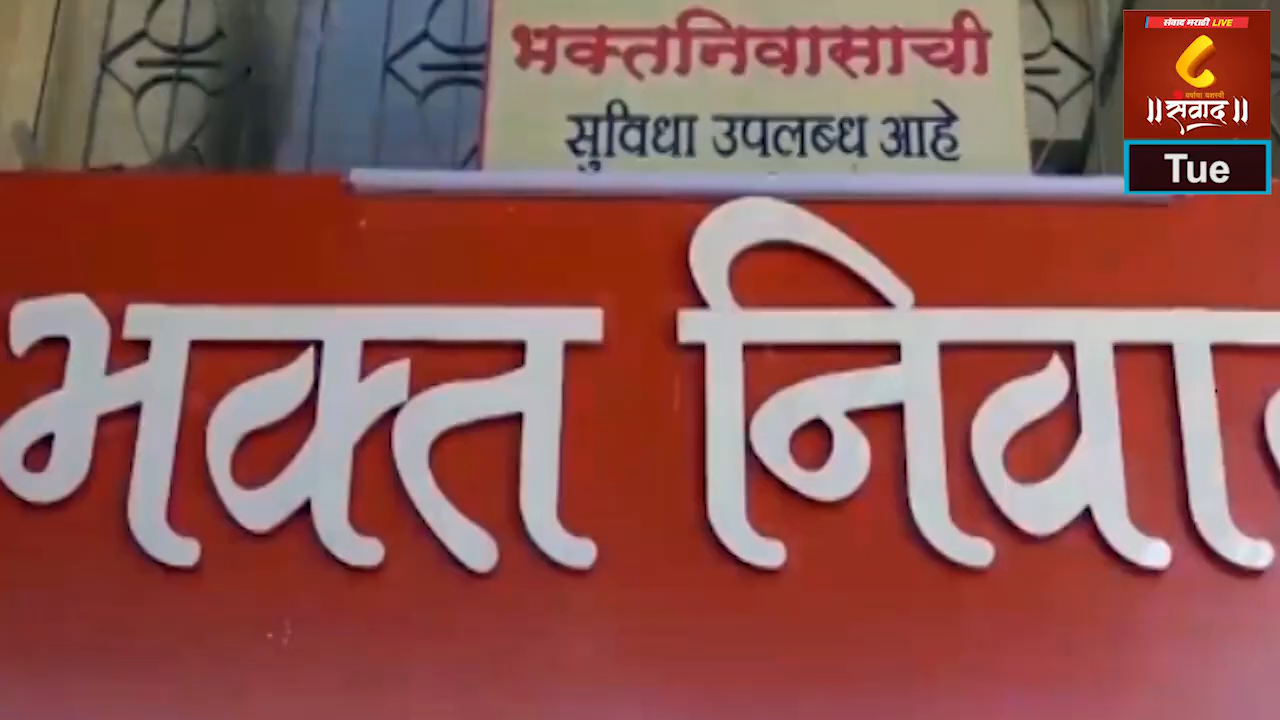 भक्तनिवासाची
सुविधा उपलब्ध आहे
संवाद मराठी LIVE
॥संवाद॥
Tue
भक्त निवा